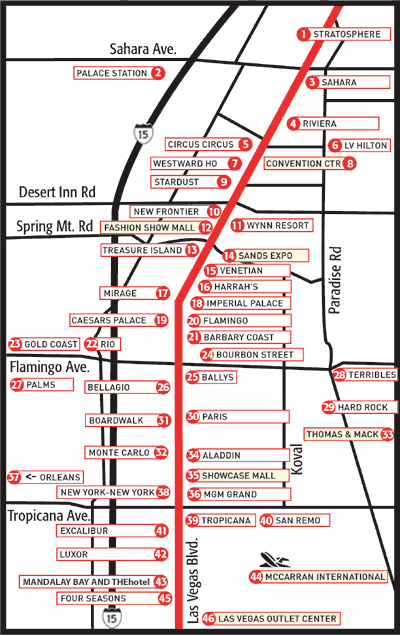 1 STRATOSPHERE
Sahara Ave.
PALACE STATION 2
3 SAHARA
4 RIVIERA
15
CIRCUS CIRCUS 5
6 LV HILTON
WESTWARD HO 7
CONVENTION CTR 8
STARDUST 9
Desert Inn Rd
NEW FRONTIER 10
Spring Mt. Rd
FASHION SHOW MALL 12
11 WYNN RESORT
TREASURE ISLAND 13
14 SANDS EXPO
15 VENETIAN
Paradise Rd
16 HARRAH'S
MIRAGE 17
18 IMPERIAL PALACE
CAESARS PALACE 19
20 FLAMINGO
21 BARBARY COAST
23 GOLD COAST
22 RIO
24 BOURBON STREET
Flamingo Ave.
25 BALLYS
28 TERRIBLES
27 PALMS
BELLAGIO 26
29 HARD ROCK
BOARDWALK 31
30 PARIS
THOMAS & MACK 33
MONTE CARLO 32
34 ALADDIN
Koval
37 <- ORLEANS
35 SHOWCASE MALL
NEW YORK-NEW YORK 38
36 MGM GRAND
Tropicana Ave.
39 TROPICANA
40 SAN REMO
EXCALIBUR 41
LUXOR 42
Las Vegas Blvd.
44 MCCARRAN INTERNATIONAL
MANDALAY BAY AND THEhotel 43
FOUR SEASONS 45
15
46 LAS VEGAS OUTLET CENTER